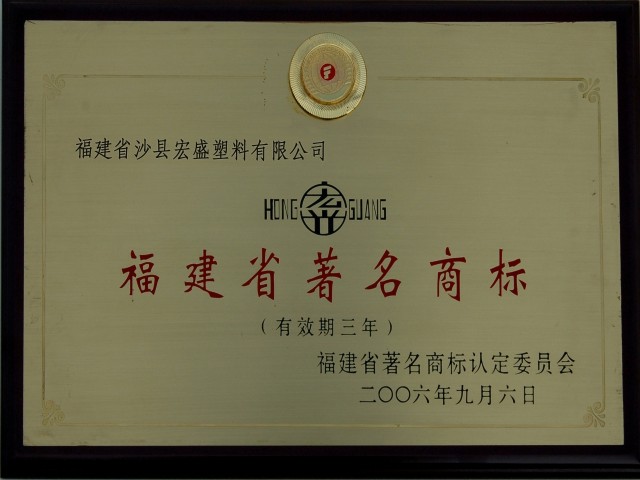 福建省沙县宏盛塑料有限公司
HONG GUANG
福建省著名商标
(有效期三年)
福建省著名商标认定委员会
二〇〇六年九月六日